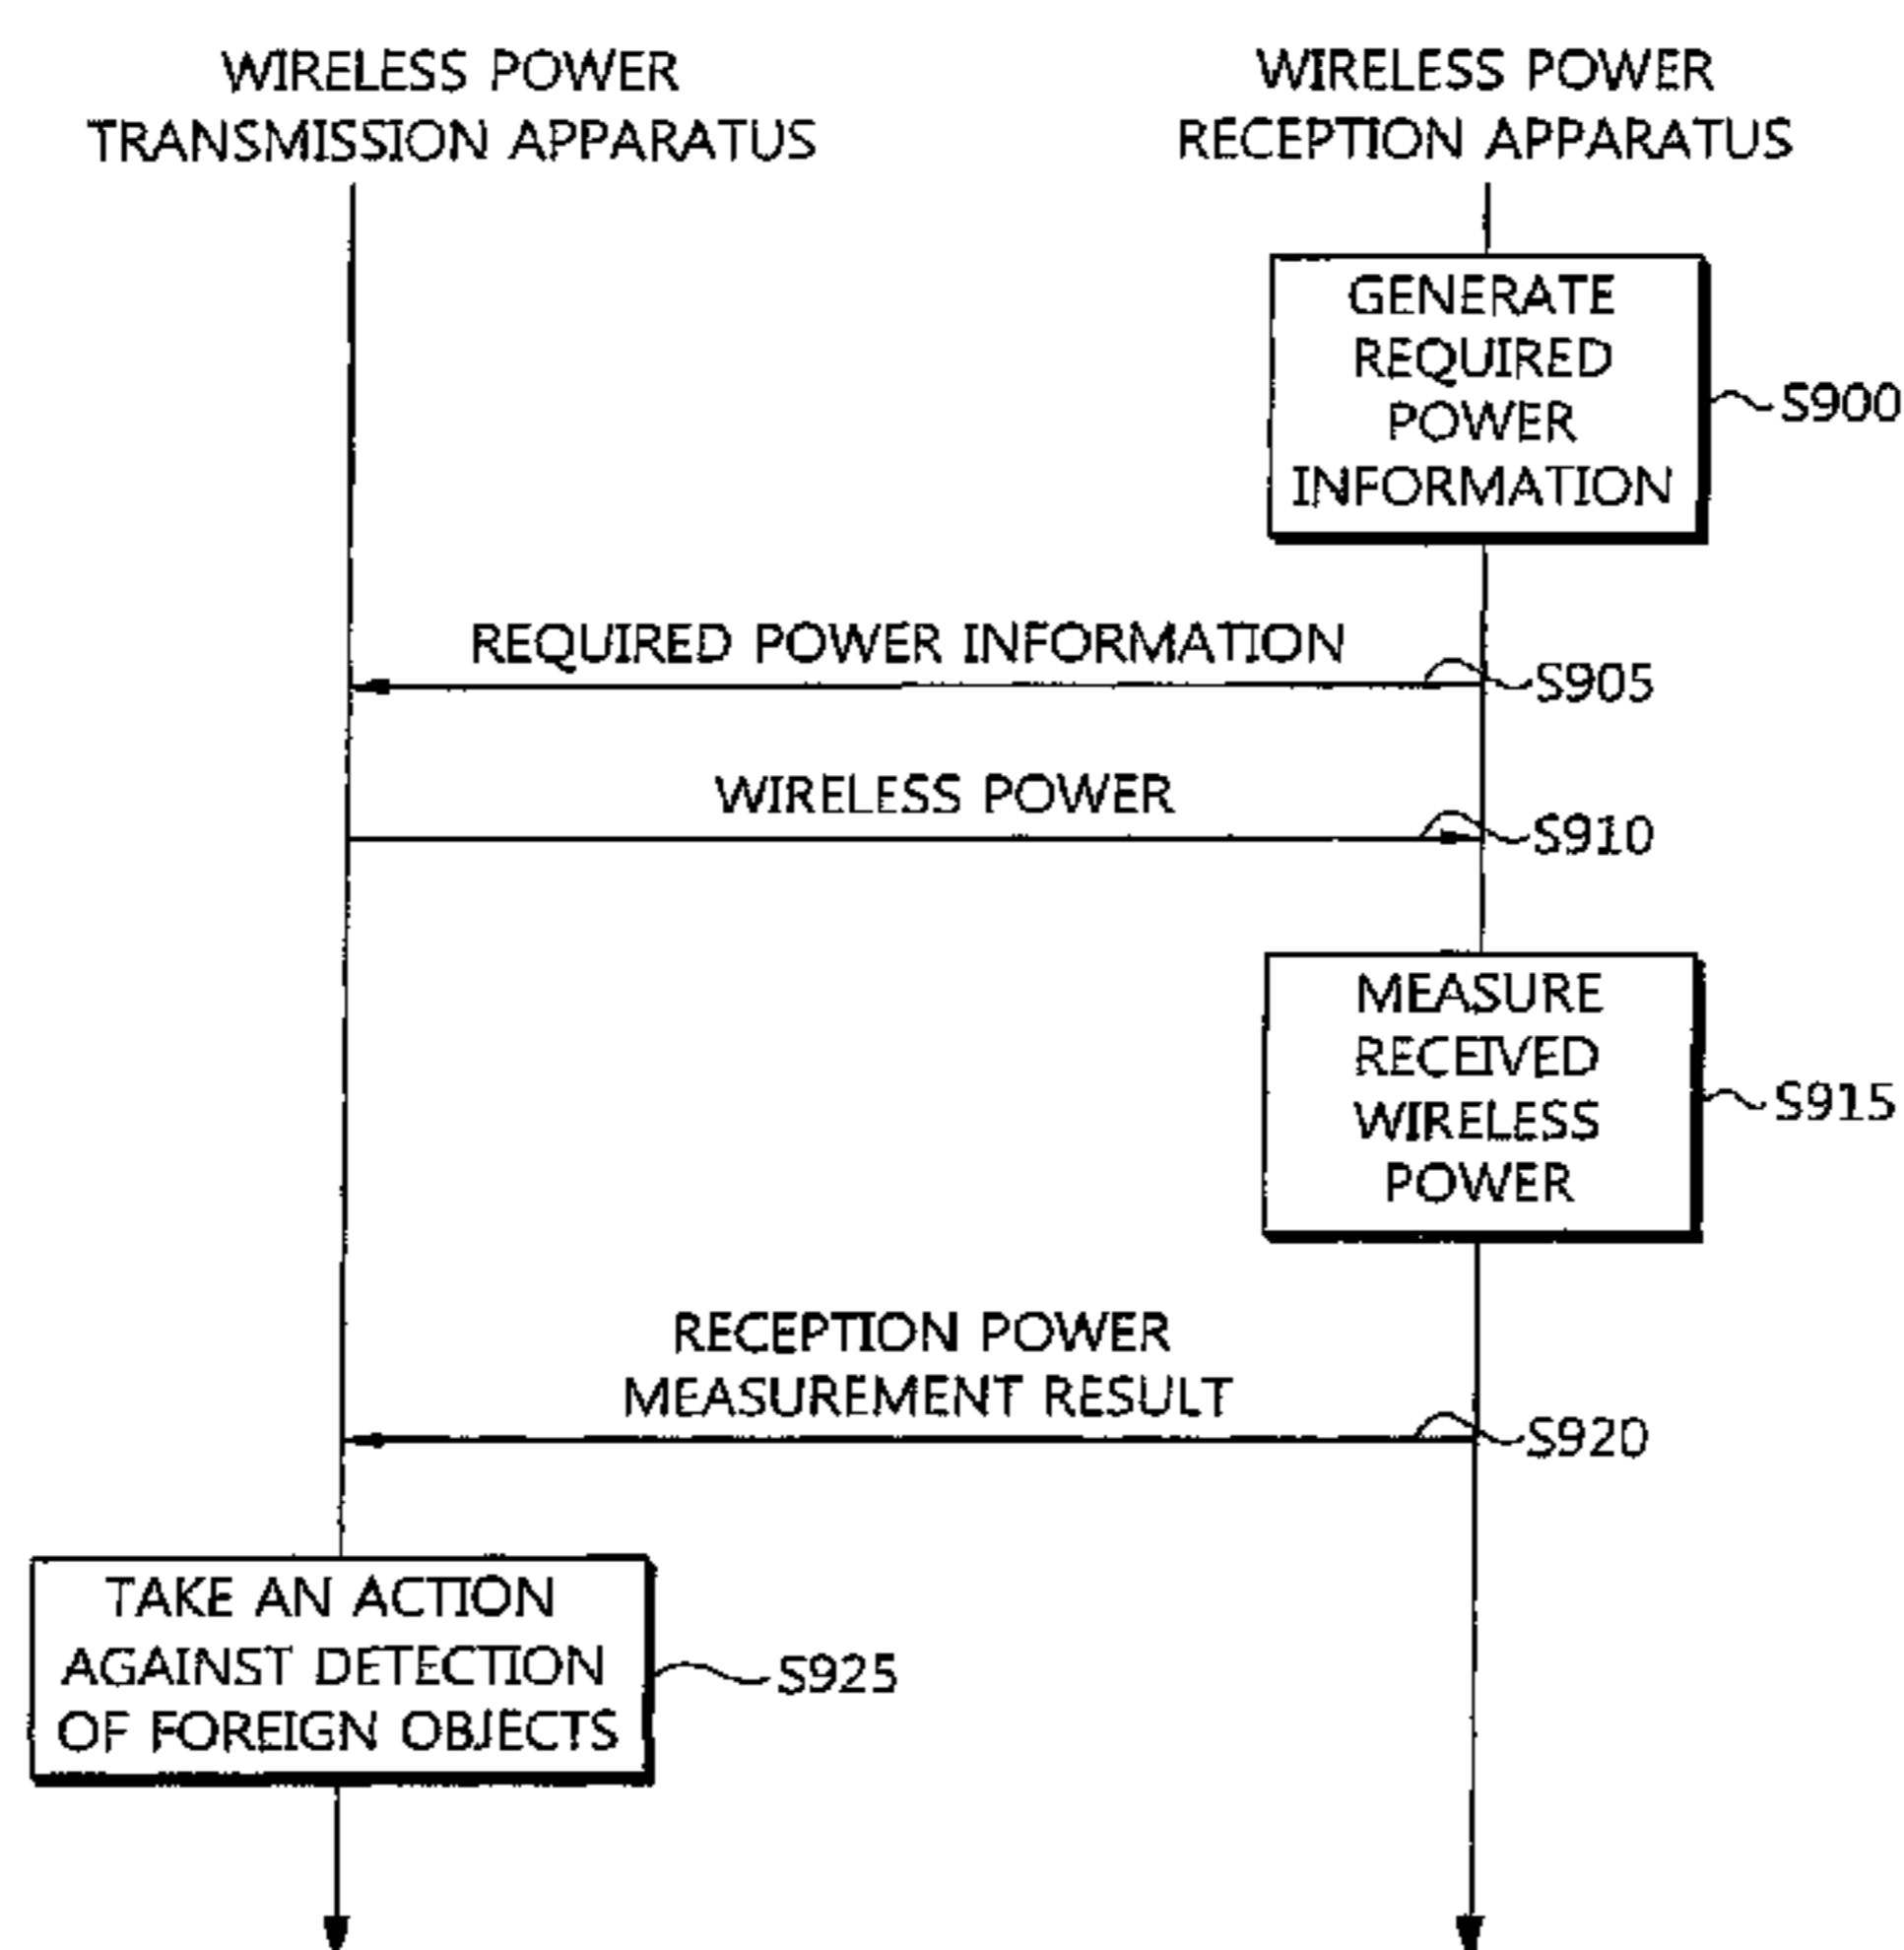 WIRELESS POWER
TRANSMISSION APPARATUS
WIRELESS POWER
RECEPTION APPARATUS
GENERATE
REQUIRED
POWER
INFORMATION
S900
REQUIRED POWER INFORMATION
S905
WIRELESS POWER
S910
MEASURE
RECEIVED
WIRELESS
POWER
S915
RECEPTION POWER
MEASUREMENT RESULT
S920
TAKE AN ACTION
AGAINST DETECTION
OF FOREIGN OBJECTS
S925